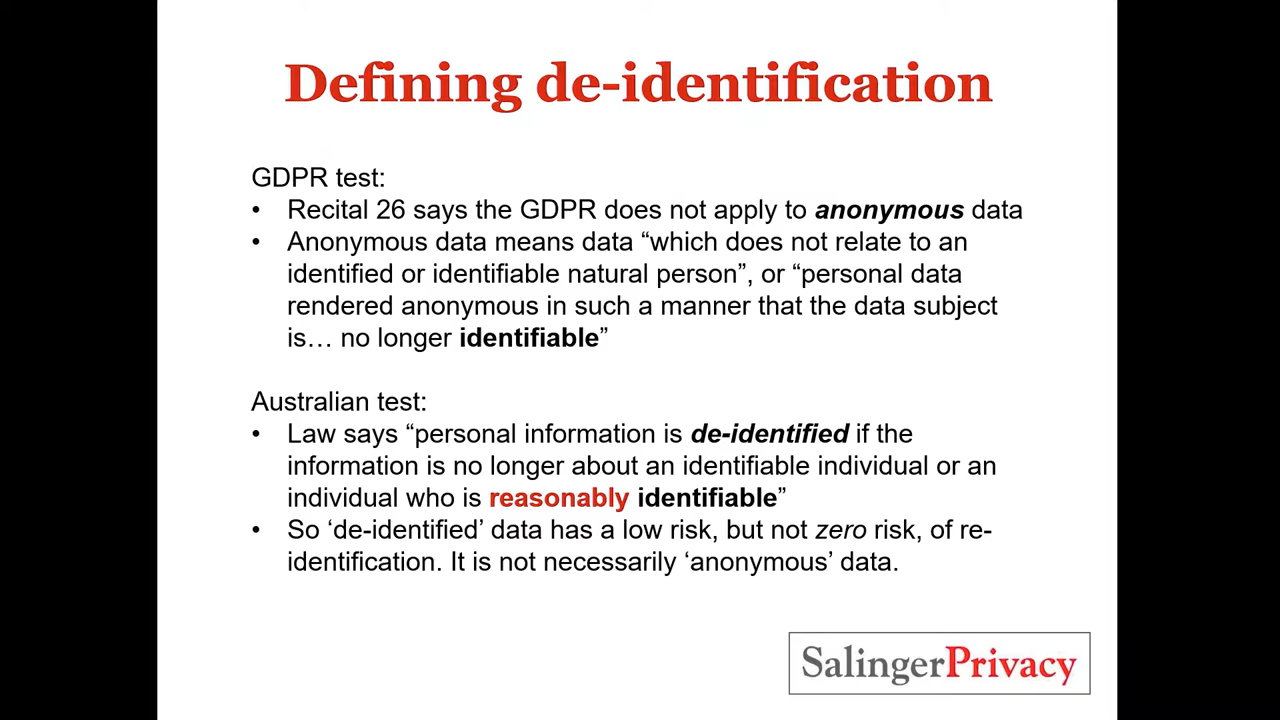 Defining de-identification
GDPR test:
• Recital 26 says the GDPR does not apply to anonymous data
• Anonymous data means data “which does not relate to an
identified or identifiable natural person”, or “personal data
rendered anonymous in such a manner that the data subject
is… no longer identifiable”
Australian test:
• Law says “personal information is de-identified if the
information is no longer about an identifiable individual or an
individual who is reasonably identifiable”
• So ‘de-identified’ data has a low risk, but not zero risk, of re-
identification. It is not necessarily ‘anonymous’ data.
SalingerPrivacy